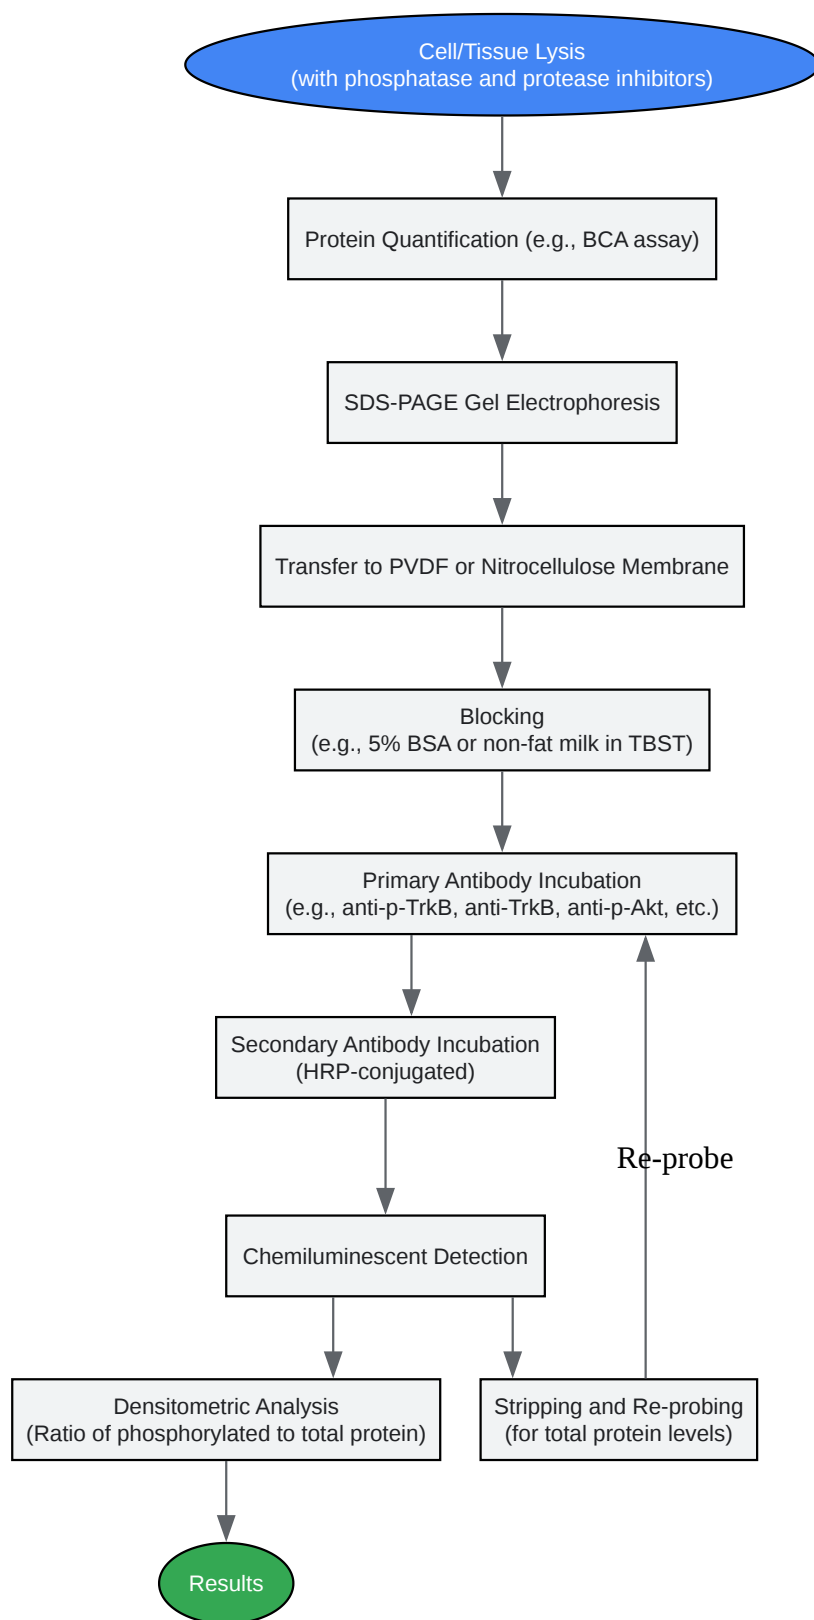 Cell/Tissue Lysis
(with phosphatase and protease inhibitors)
Protein Quantification (e.g., BCA assay)
SDS-PAGE Gel Electrophoresis
Transfer to PVDF or Nitrocellulose Membrane
Blocking
(e.g., 5% BSA or non-fat milk in TBST)
Primary Antibody Incubation
(e.g., anti-p-TrkB, anti-TrkB, anti-p-Akt, etc.)
Secondary Antibody Incubation
(HRP-conjugated)
Re-probe
Chemiluminescent Detection
Densitometric Analysis
(Ratio of phosphorylated to total protein)
Stripping and Re-probing
(for total protein levels)
Results